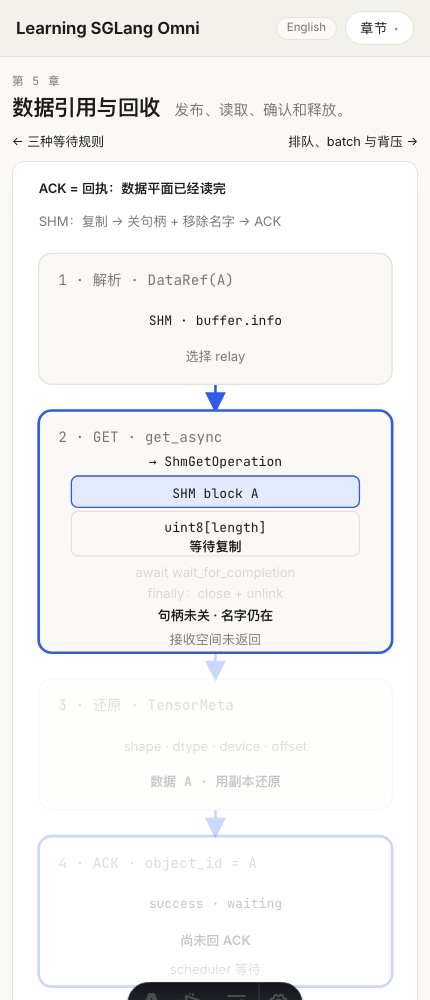 Learning SGLang Omni
English
章节
第 5 章
数据引用与回收 发布、读取、确认和释放。
← 三种等待规则
排队、batch 与背压 →
ACK = 回执：数据平面已经读完
SHM：复制 → 关句柄 + 移除名字 → ACK
1 · 解析 · DataRef(A)
SHM · buffer.info
选择 relay
2 · GET · get_async
→ ShmGetOperation
SHM block A
uint8[length]
等待复制
await wait_for_completion
finally：close + unlink
句柄未关 · 名字仍在
接收空间未返回
3 · 还原 · TensorMeta
shape · dtype · device · offset
数据 A · 用副本还原
4 · ACK · object_id = A
success · waiting
尚未回 ACK
scheduler 等待